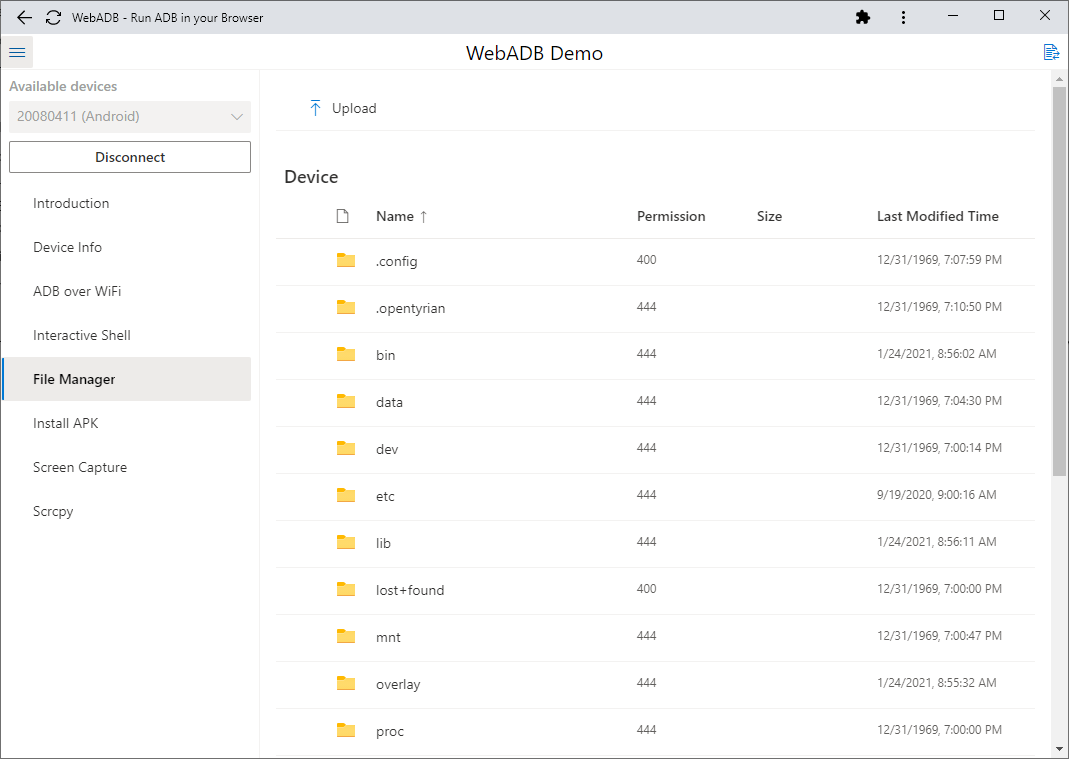 WebADB - Run ADB in your Browser
WebADB Demo
Available devices
20080411 (Android)
Disconnect
Introduction
Device Info
ADB over WiFi
Interactive Shell
File Manager
Install APK
Screen Capture
Scrcpy
Upload
Device
Name ↑ Permission Size Last Modified Time
.config 400 12/31/1969, 7:07:59 PM
.opentyrian 444 12/31/1969, 7:10:50 PM
bin 444 1/24/2021, 8:56:02 AM
data 444 12/31/1969, 7:04:30 PM
dev 444 12/31/1969, 7:00:14 PM
etc 444 9/19/2020, 9:00:16 AM
lib 444 1/24/2021, 8:56:11 AM
lost+found 400 12/31/1969, 7:00:00 PM
mnt 444 12/31/1969, 7:00:47 PM
overlay 444 1/24/2021, 8:55:32 AM
proc 444 12/31/1969, 7:00:00 PM